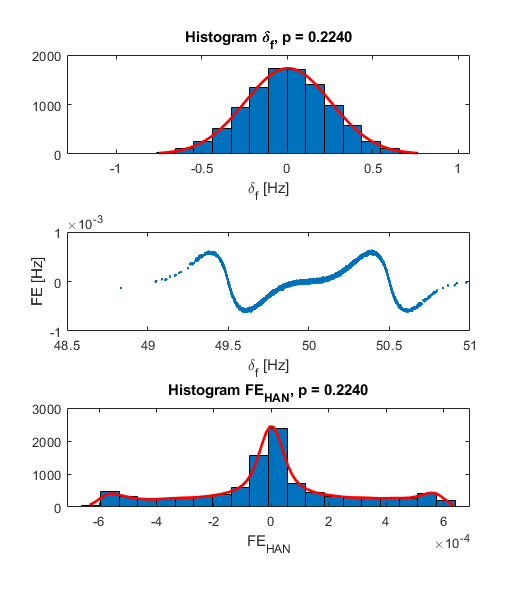 Histogram δf, p = 0.2240
2000
1000
0
-1 -0.5 0 0.5 1
δf [Hz]
×10-3
1
0
-1
FE [Hz]
48.5 49 49.5 50 50.5 51
δf [Hz]
Histogram FEHAN, p = 0.2240
3000
2000
1000
0
-6 -4 -2 0 2 4 6
FEHAN
×10-4